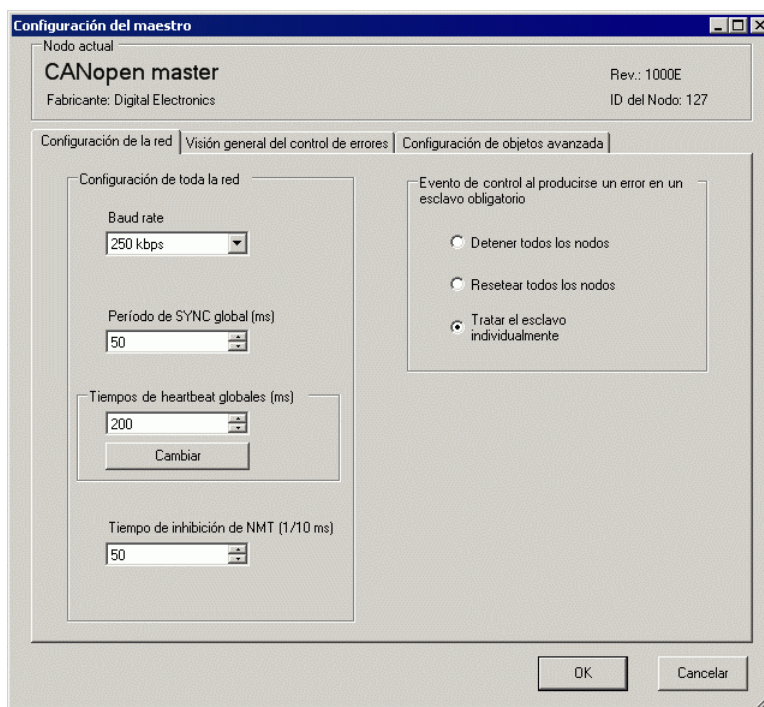 Configuración del maestro
Nodo actual
CANopen master
Rev.: 1000E
Fabricante: Digital Electronics
ID del Nodo: 127
Configuración de la red
Visión general del control de errores
Configuración de objetos avanzada
Configuración de toda la red
Baud rate
250 kbps
Período de SYNC global (ms)
50
Tiempos de heartbeat globales (ms)
200
Cambiar
Tiempo de inhibición de NMT (1/10 ms)
50
Evento de control al producirse un error en un
esclavo obligatorio
Detener todos los nodos
Resetear todos los nodos
Tratar el esclavo
individualmente
OK
Cancelar